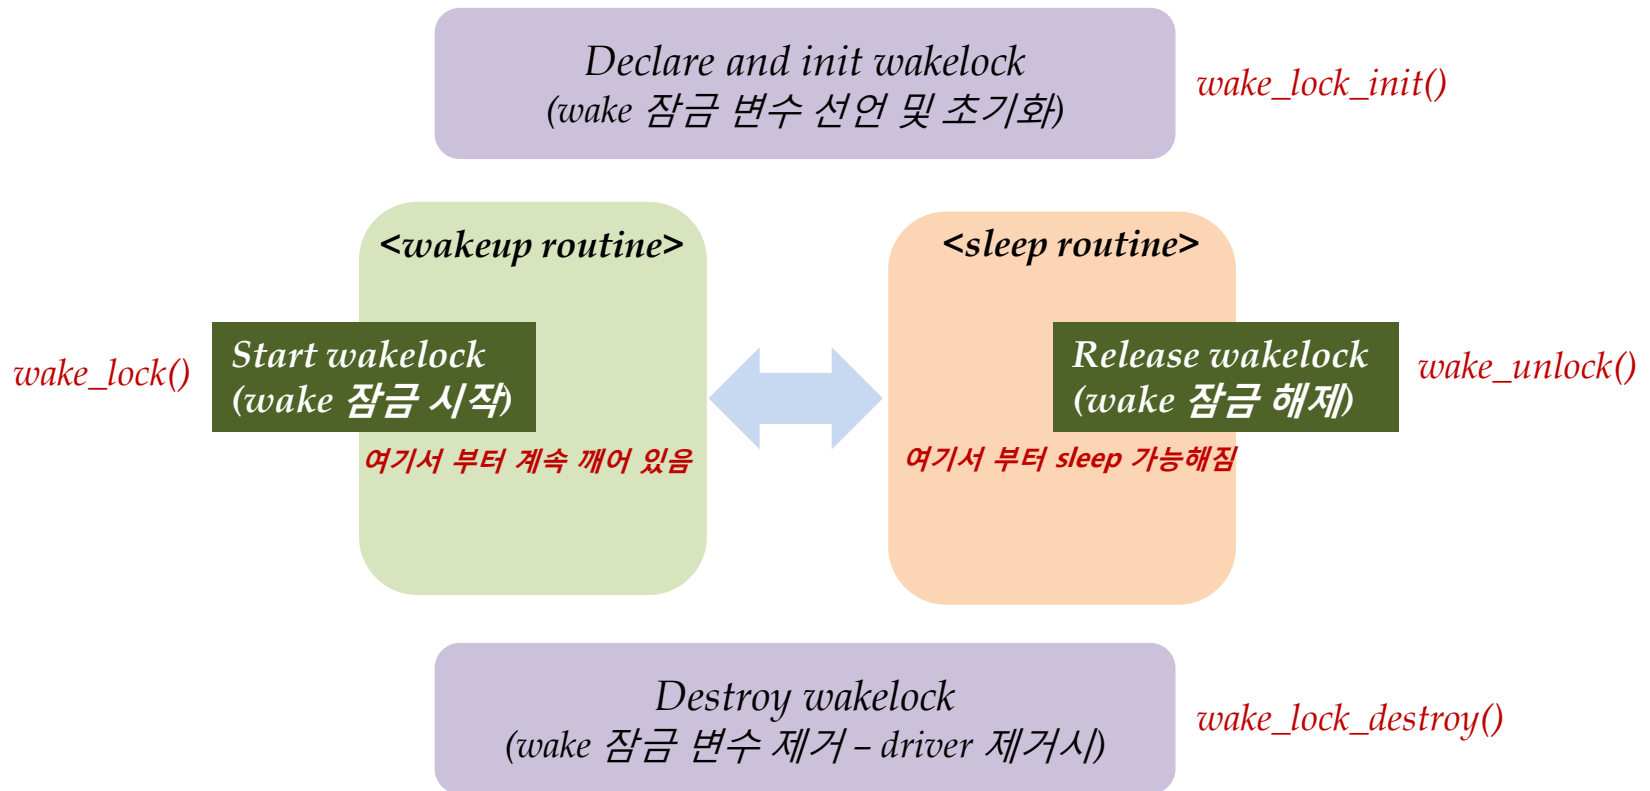 Declare and init wakelock
(wake 잠금 변수 선언 및 초기화)
wake_lock_init()
<wakeup routine>
<sleep routine>
wake_lock()
Start wakelock
(wake 잠금 시작)
Release wakelock
(wake 잠금 해제)
wake_unlock()
여기서 부터 계속 깨어 있음
여기서 부터 sleep 가능해짐
Destroy wakelock
(wake 잠금 변수 제거 – driver 제거시)
wake_lock_destroy()